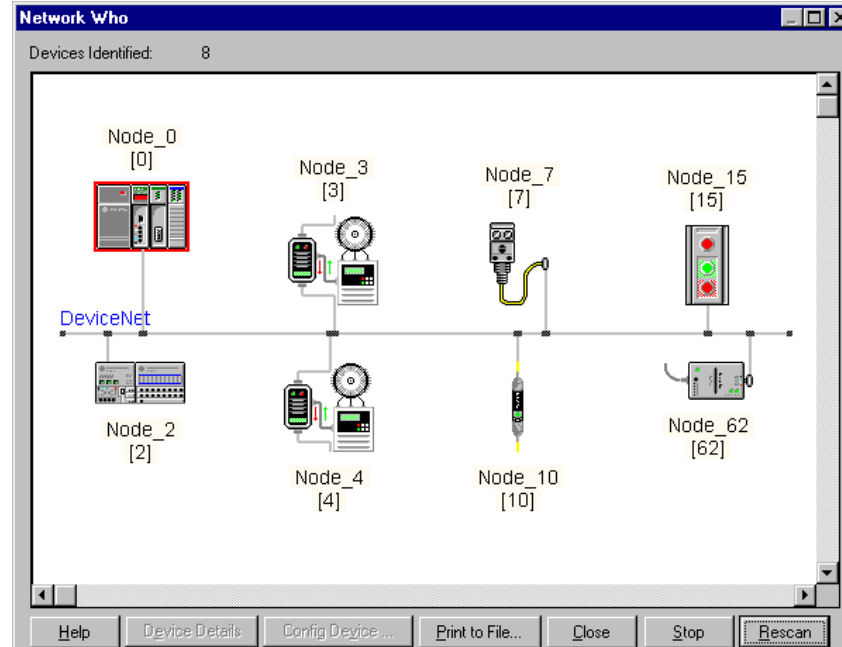 Network Who
Devices Identified: 8
Node_0
[0]
Node_3
[3]
Node_7
[7]
Node_15
[15]
DeviceNet
Node_2
[2]
Node_4
[4]
Node_10
[10]
Node_62
[62]
Help
Device Details
Config Device ...
Print to File...
Close
Stop
Rescan